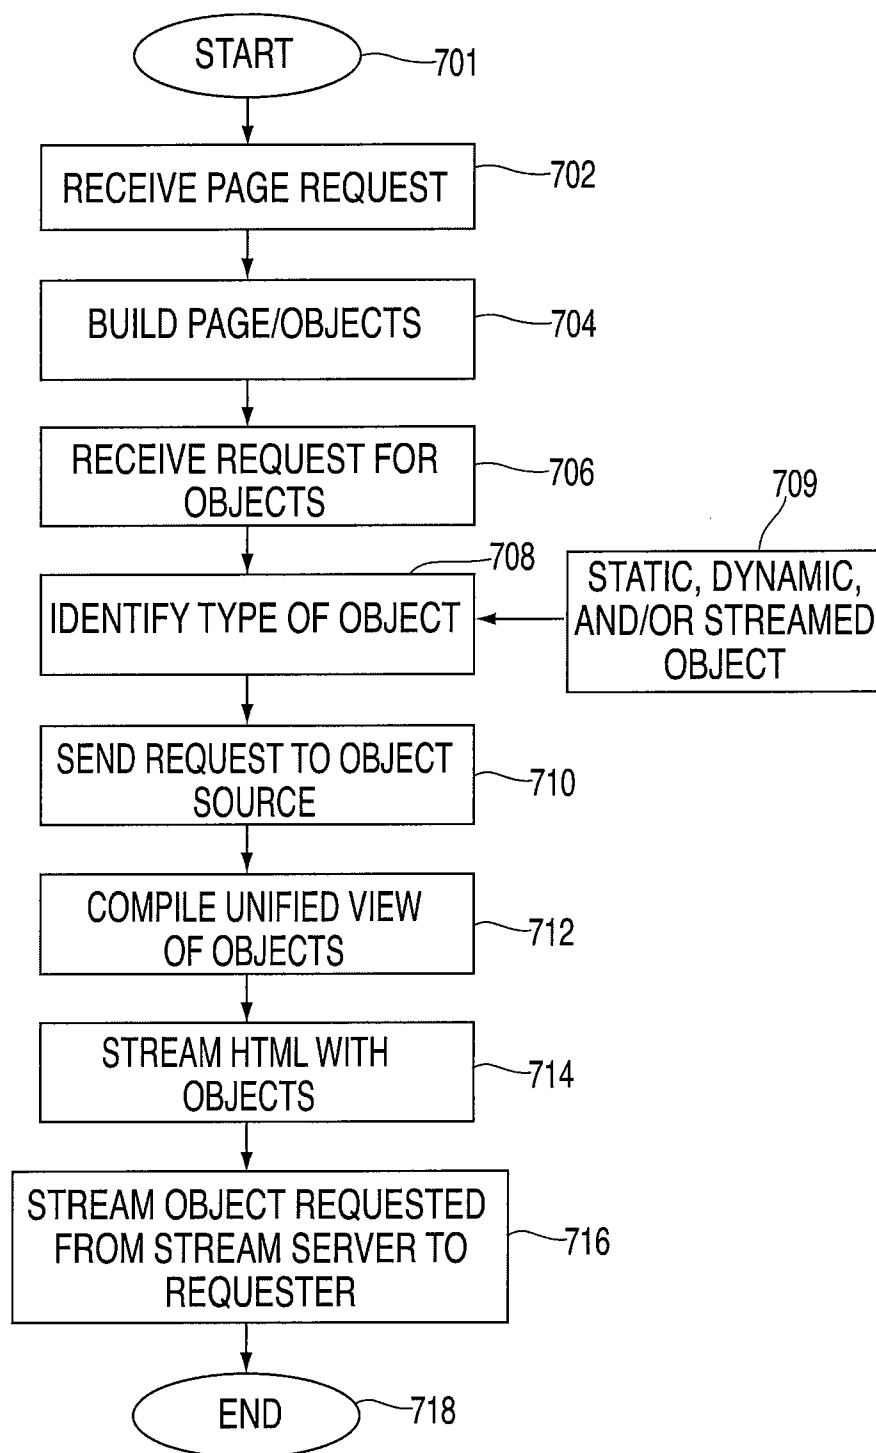 START
701
RECEIVE PAGE REQUEST
702
BUILD PAGE/OBJECTS
704
RECEIVE REQUEST FOR
OBJECTS
706
708
IDENTIFY TYPE OF OBJECT
709
STATIC, DYNAMIC,
AND/OR STREAMED
OBJECT
SEND REQUEST TO OBJECT
SOURCE
710
COMPILE UNIFIED VIEW
OF OBJECTS
712
STREAM HTML WITH
OBJECTS
714
STREAM OBJECT REQUESTED
FROM STREAM SERVER TO
REQUESTER
716
END
718